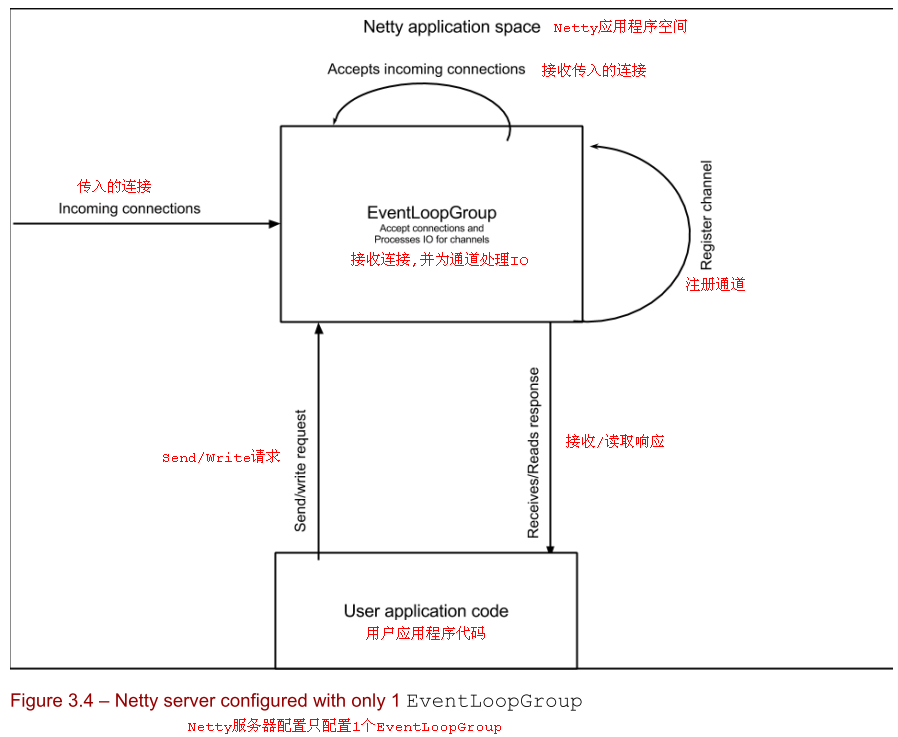 Netty application space Netty应用程序空间
Accepts incoming connections 接收传入的连接
传入的连接
Incoming connections
EventLoopGroup
Accept connections and
Processes IO for channels
接收连接,并为通道处理IO
Register channel
注册通道
Send/write request
Send/Write请求
Receives/Reads response
接收/读取响应
User application code
用户应用程序代码
Figure 3.4 – Netty server configured with only 1 EventLoopGroup
Netty服务器配置只配置1个EventLoopGroup